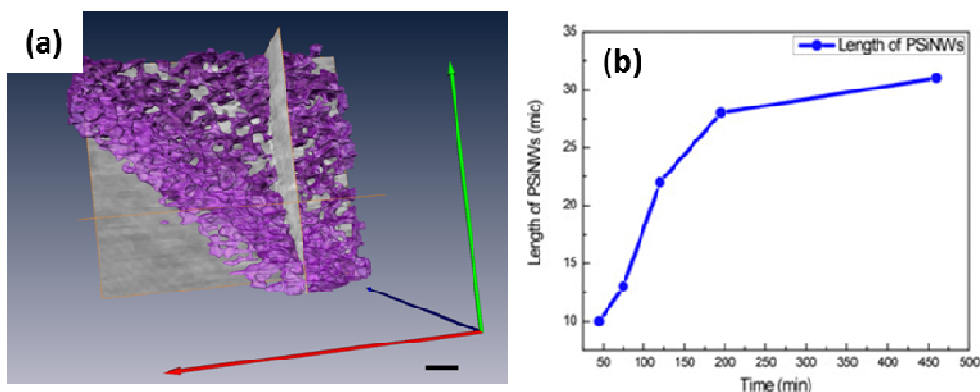 (a)
(b)
Length of PSiNWs
Length of PSiNWs (mic)
35
30
25
20
15
10
50 100 150 200 250 300 350 400 450 500
Time (min)